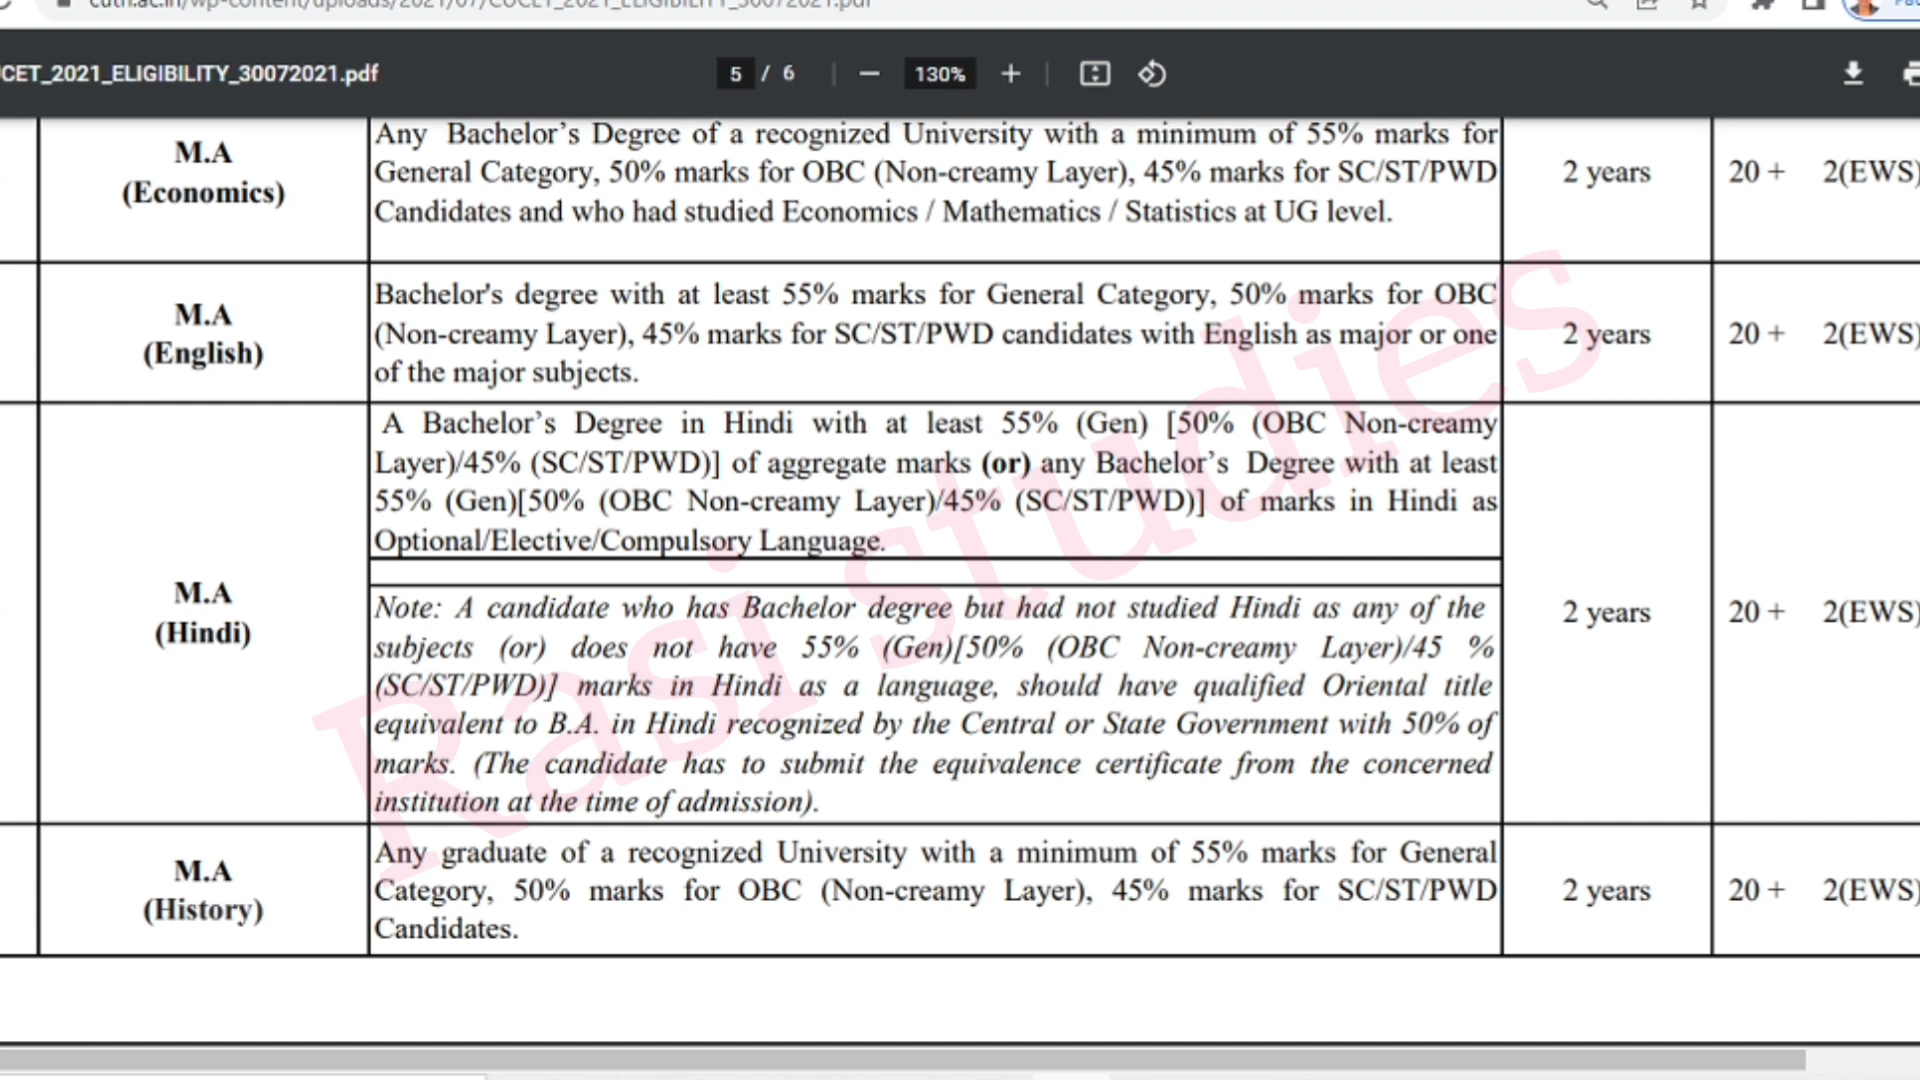 CET_2021_ELIGIBILITY_30072021.pdf
5 / 6
130%
M.A
(Economics)
Any Bachelor’s Degree of a recognized University with a minimum of 55% marks for
General Category, 50% marks for OBC (Non-creamy Layer), 45% marks for SC/ST/PWD
Candidates and who had studied Economics / Mathematics / Statistics at UG level.
2 years
20 + 2(EWS)
M.A
(English)
Bachelor's degree with at least 55% marks for General Category, 50% marks for OBC
(Non-creamy Layer), 45% marks for SC/ST/PWD candidates with English as major or one
of the major subjects.
2 years
20 + 2(EWS)
M.A
(Hindi)
A Bachelor’s Degree in Hindi with at least 55% (Gen) [50% (OBC Non-creamy
Layer)/45% (SC/ST/PWD)] of aggregate marks (or) any Bachelor’s Degree with at least
55% (Gen)[50% (OBC Non-creamy Layer)/45% (SC/ST/PWD)] of marks in Hindi as
Optional/Elective/Compulsory Language.
Note: A candidate who has Bachelor degree but had not studied Hindi as any of the
subjects (or) does not have 55% (Gen)[50% (OBC Non-creamy Layer)/45 %
(SC/ST/PWD)] marks in Hindi as a language, should have qualified Oriental title
equivalent to B.A. in Hindi recognized by the Central or State Government with 50% of
marks. (The candidate has to submit the equivalence certificate from the concerned
institution at the time of admission).
2 years
20 + 2(EWS)
M.A
(History)
Any graduate of a recognized University with a minimum of 55% marks for General
Category, 50% marks for OBC (Non-creamy Layer), 45% marks for SC/ST/PWD
Candidates.
2 years
20 + 2(EWS)
Rasi studies